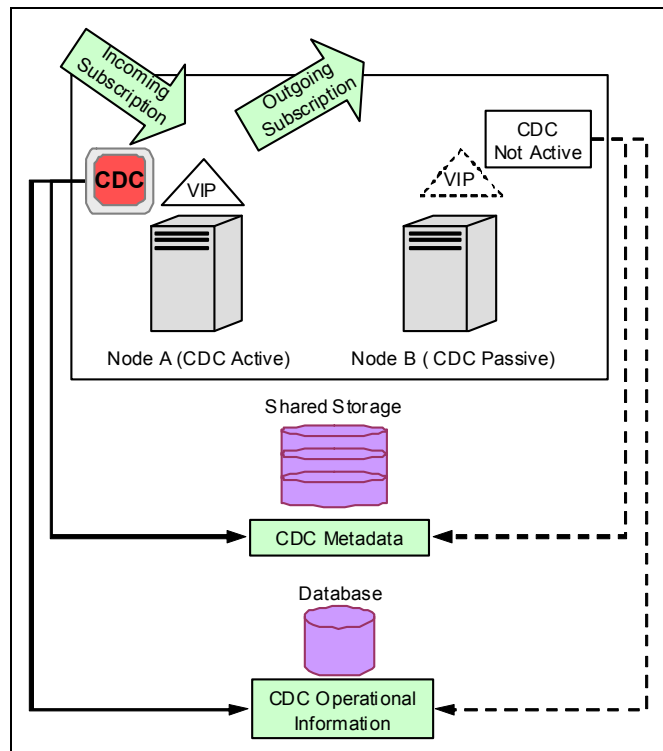 Incoming
Subscription
Outgoing
Subscription
CDC
Not Active
CDC
VIP
VIP
Node A (CDC Active)
Node B ( CDC Passive)
Shared Storage
CDC Metadata
Database
CDC Operational
Information